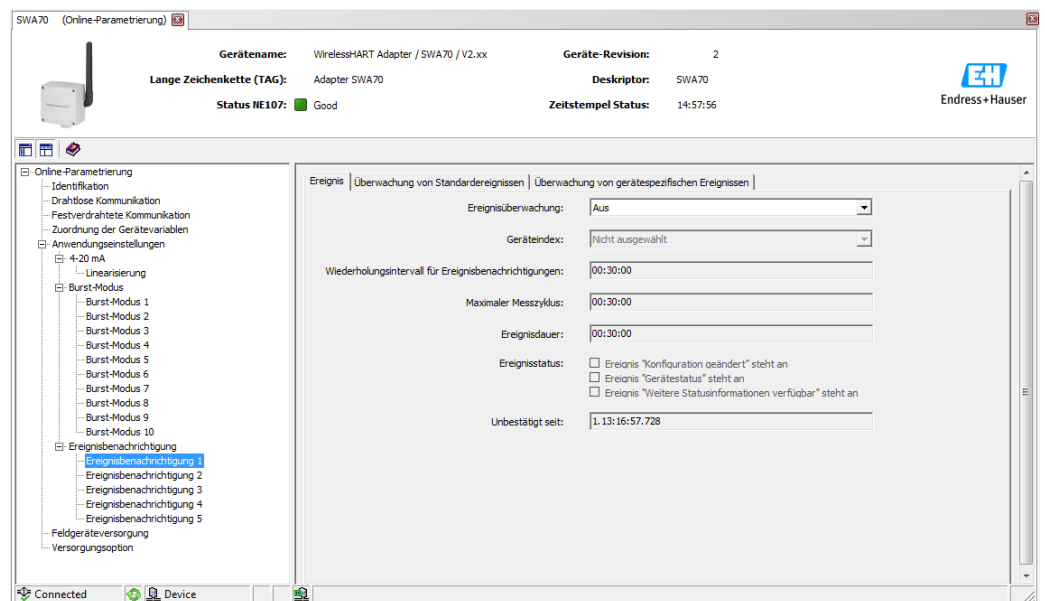 SWA70 (Online-Parametrierung)
Gerätename: WirelessHART Adapter / SWA70 / V2.xx Geräte-Revision: 2
Lange Zeichenkette (TAG): Adapter SWA70 Deskriptor: SWA70
Status NE107: Good Zeitstempel Status: 14:57:56
EH
Endress+Hauser
Online-Parametrierung
Identifikation
Drahtlose Kommunikation
Festverdrahtete Kommunikation
Zuordnung der Gerätevariablen
Anwendungseinstellungen
4-20 mA
Linearisierung
Burst-Modus
Burst-Modus 1
Burst-Modus 2
Burst-Modus 3
Burst-Modus 4
Burst-Modus 5
Burst-Modus 6
Burst-Modus 7
Burst-Modus 8
Burst-Modus 9
Burst-Modus 10
Ereignisbenachrichtigung
Ereignisbenachrichtigung 1
Ereignisbenachrichtigung 2
Ereignisbenachrichtigung 3
Ereignisbenachrichtigung 4
Ereignisbenachrichtigung 5
Feldgeräteversorgung
Versorgungsoption
Ereignis Überwachung von Standardereignissen Überwachung von gerätespezifischen Ereignissen
Ereignisüberwachung: Aus
Geräteindex: Nicht ausgewählt
Wiederholungsintervall für Ereignisbenachrichtigungen: 00:30:00
Maximaler Messzyklus: 00:30:00
Ereignisdauer: 00:30:00
Ereignisstatus: Ereignis "Konfiguration geändert" steht an
Ereignis "Gerätestatus" steht an
Ereignis "Weitere Statusinformationen verfügbar" steht an
Unbestätigt seit: 1.13:16:57.728
Connected Device